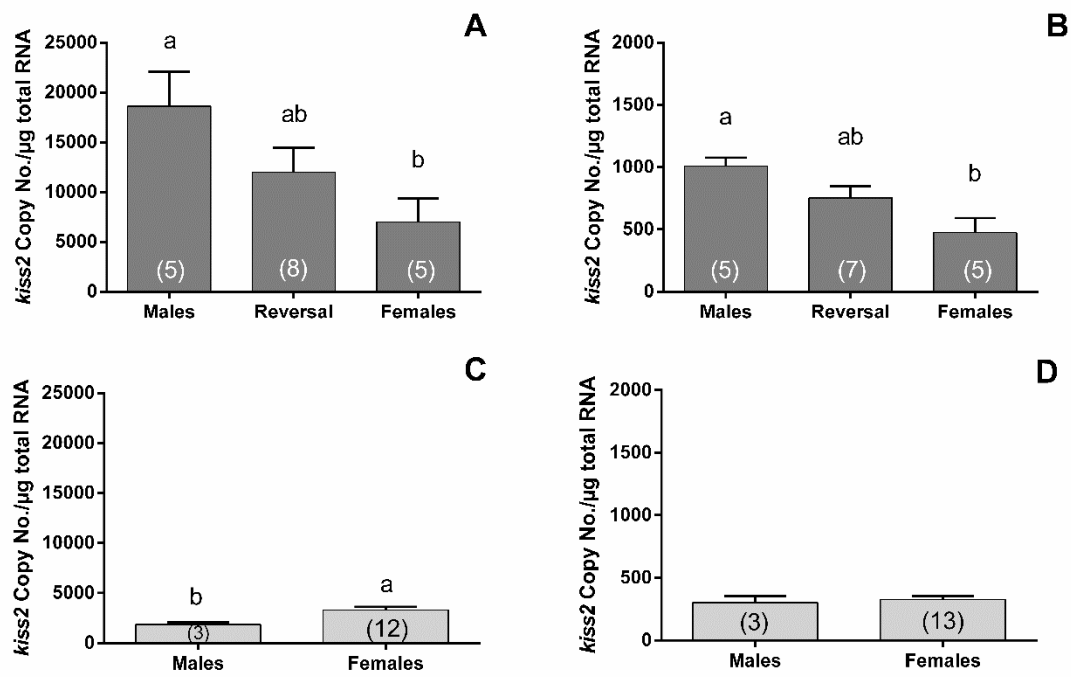 A
kiss2 Copy No./µg total RNA
25000
20000
15000
10000
5000
0
a
ab
b
(5)
(8)
(5)
Males
Reversal
Females
B
kiss2 Copy No./µg total RNA
2000
1500
1000
500
0
a
ab
b
(5)
(7)
(5)
Males
Reversal
Females
C
kiss2 Copy No./µg total RNA
25000
20000
15000
10000
5000
0
b
a
(3)
(12)
Males
Females
D
kiss2 Copy No./µg total RNA
2000
1500
1000
500
0
(3)
(13)
Males
Females